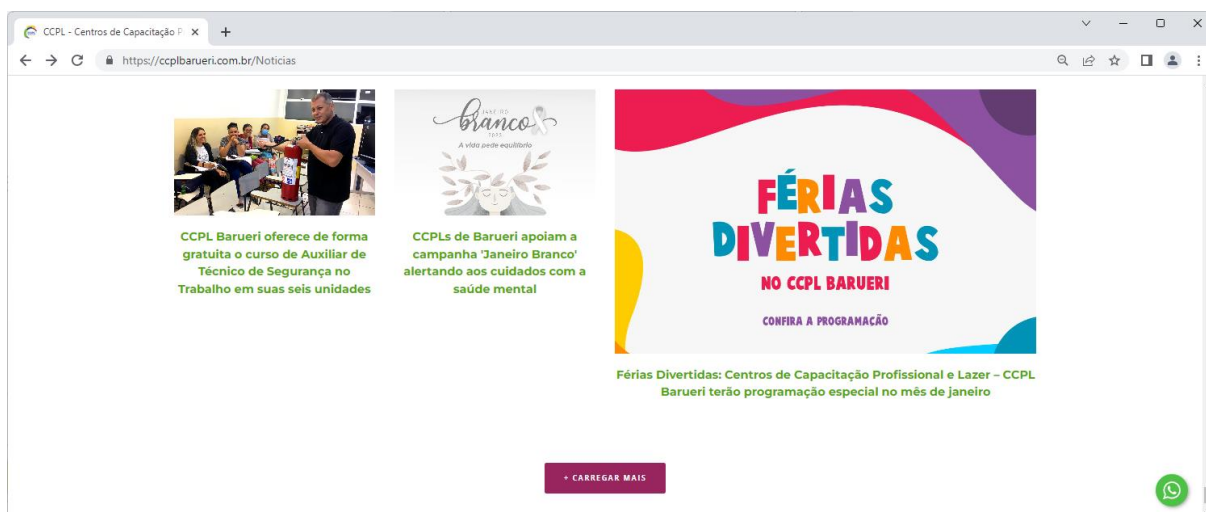 CCPL - Centros de Capacitação P
https://ccplbarueri.com.br/Noticias
JANEIRO
branco
2023
A vida pede equilíbrio
CCPL Barueri oferece de forma
gratuita o curso de Auxiliar de
Técnico de Segurança no
Trabalho em suas seis unidades
CCPLs de Barueri apoiam a
campanha 'Janeiro Branco'
alertando aos cuidados com a
saúde mental
FÉRIAS
DIVERTIDAS
NO CCPL BARUERI
CONFIRA A PROGRAMAÇÃO
Férias Divertidas: Centros de Capacitação Profissional e Lazer – CCPL
Barueri terão programação especial no mês de janeiro
+ CARREGAR MAIS